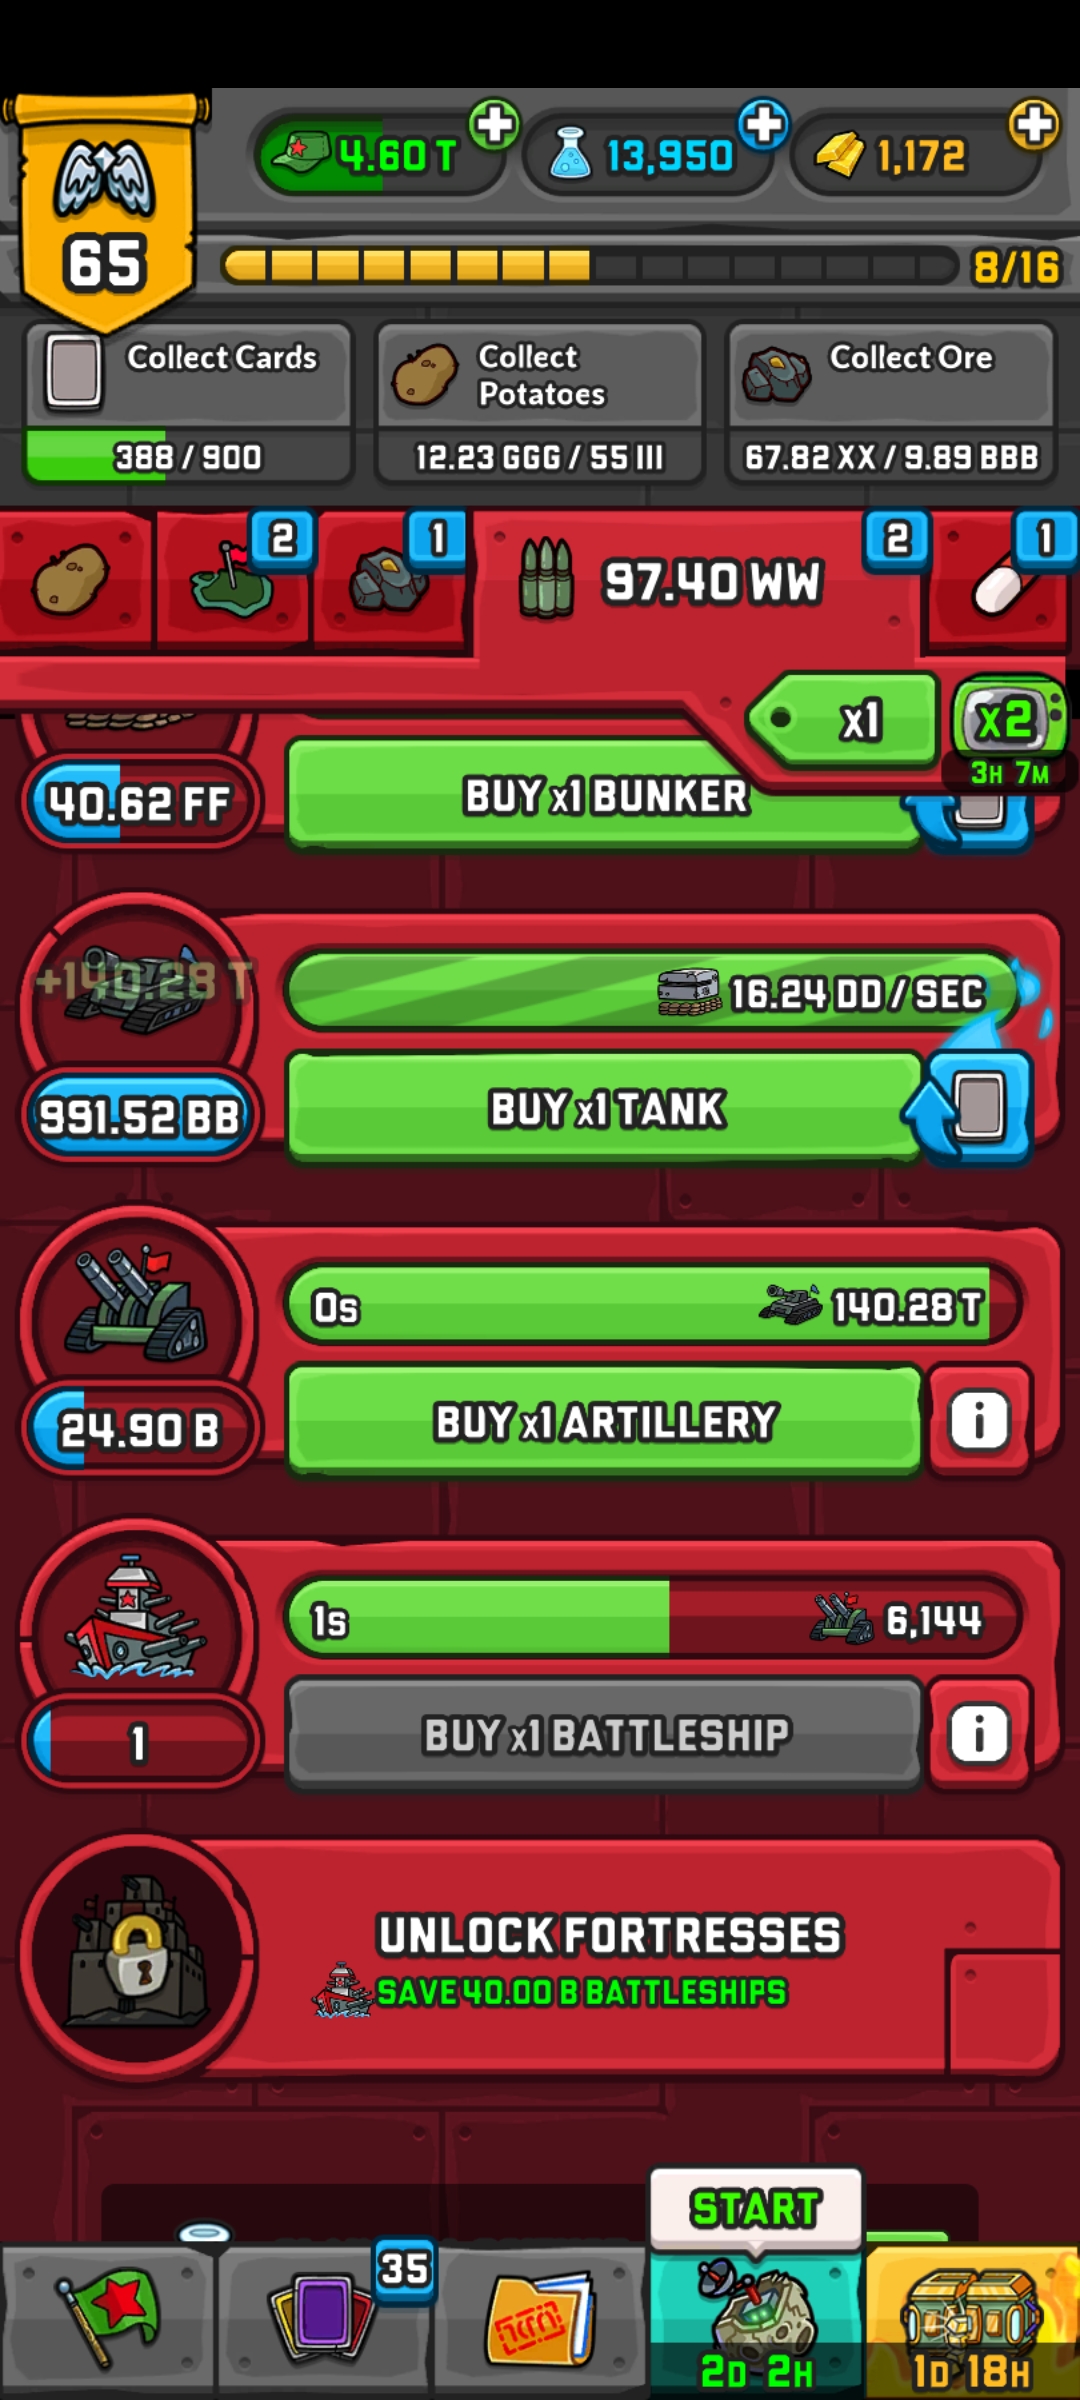 4.60 T
13,950
1,172
65
8/16
Collect Cards
388 / 900
Collect
Potatoes
12.23 GGG / 55 III
Collect Ore
67.82 XX / 9.89 BBB
2
1
97.40 WW
2
1
x1
x2
3H 7M
40.62 FF
BUY x1 BUNKER
+140.28 T
16.24 DD / SEC
991.52 BB
BUY x1 TANK
0s
140.28 T
24.90 B
BUY x1 ARTILLERY
i
1s
6,144
1
BUY x1 BATTLESHIP
i
UNLOCK FORTRESSES
SAVE 40.00 B BATTLESHIPS
START
35
2D 2H
1D 18H